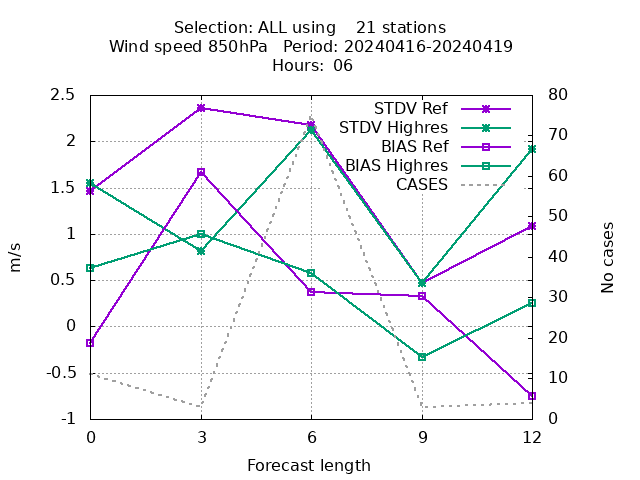 Selection: ALL using    21 stations
Wind speed 850hPa   Period: 20240416-20240419
Hours:  06
STDV Ref
STDV Highres
BIAS Ref
BIAS Highres
CASES
2.5
2
1.5
1
0.5
0
-0.5
-1
m/s
80
70
60
50
40
30
20
10
0
No cases
0
3
6
9
12
Forecast length